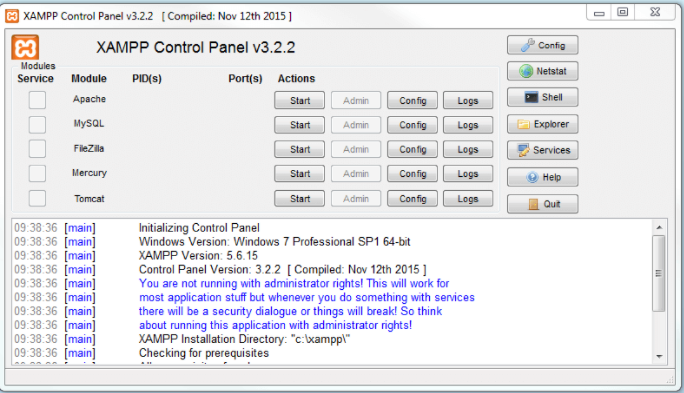 XAMPP Control Panel v3.2.2 [ Compiled: Nov 12th 2015 ]
XAMPP Control Panel v3.2.2
Config
Modules
Service Module PID(s) Port(s) Actions
Netstat
Apache Start Admin Config Logs
Shell
MySQL Start Admin Config Logs
Explorer
FileZilla Start Admin Config Logs
Services
Mercury Start Admin Config Logs
Help
Tomcat Start Admin Config Logs
Quit
09:38:36 [main] Initializing Control Panel
09:38:36 [main] Windows Version: Windows 7 Professional SP1 64-bit
09:38:36 [main] XAMPP Version: 5.6.15
09:38:36 [main] Control Panel Version: 3.2.2 [ Compiled: Nov 12th 2015 ]
09:38:36 [main] You are not running with administrator rights! This will work for
09:38:36 [main] most application stuff but whenever you do something with services
09:38:36 [main] there will be a security dialogue or things will break! So think
09:38:36 [main] about running this application with administrator rights!
09:38:36 [main] XAMPP Installation Directory: "c:\xampp\"
09:38:36 [main] Checking for prerequisites